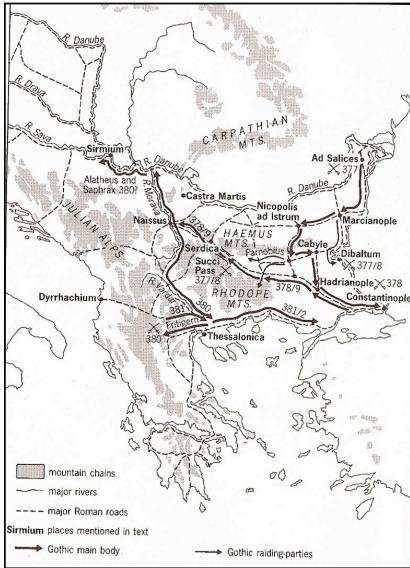 R. Danube
R. Drava
R. Sava
CARPATHIAN
MTS.
Sirmium
R. Danube
Ad Salices
377
Alatheus and
Saphrax 380?
R. Morava
Castra Martis
R. Danube
Nicopolis
ad Istrum
Marcianople
JULIAN ALPS
Naissus
378/9
HAEMUS
MTS.
Farnobius
Cabyle
Dibaltum
377/8
Serdica
Succi
Pass
377/8
Hadrianople
378
378/9
Constantinople
RHODOPE
MTS.
R. Vardar
Dyrrhachium
381
380
381/2
Fritigern
380
Thessalonica
mountain chains
major rivers
major Roman roads
Sirmium places mentioned in text
Gothic main body
Gothic raiding-parties